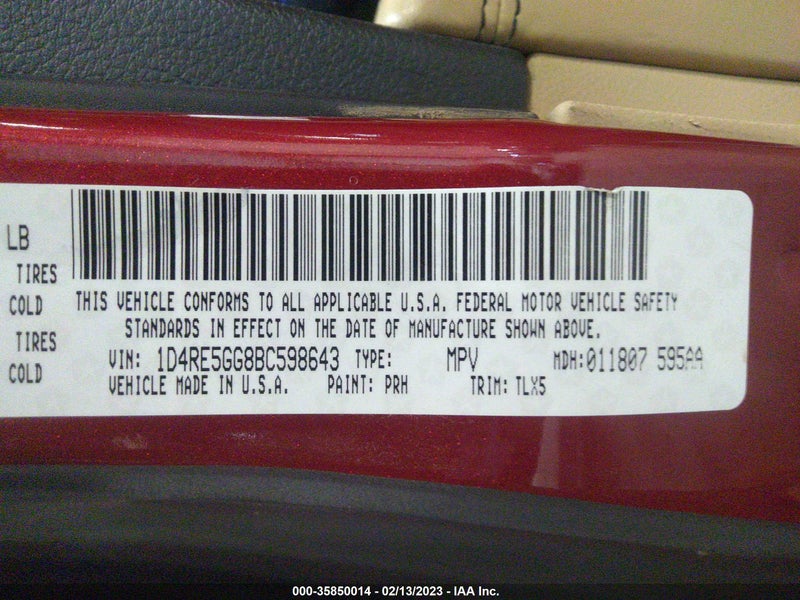 LB
TIRES
COLD
TIRES
COLD
THIS VEHICLE CONFORMS TO ALL APPLICABLE U.S.A. FEDERAL MOTOR VEHICLE SAFETY
STANDARDS IN EFFECT ON THE DATE OF MANUFACTURE SHOWN ABOVE.
VIN: 1D4RE5GG8BC598643 TYPE: MPV MDH:011807 595AA
VEHICLE MADE IN U.S.A. PAINT: PRH TRIM: TLX5
000-35850014 - 02/13/2023 - IAA Inc.